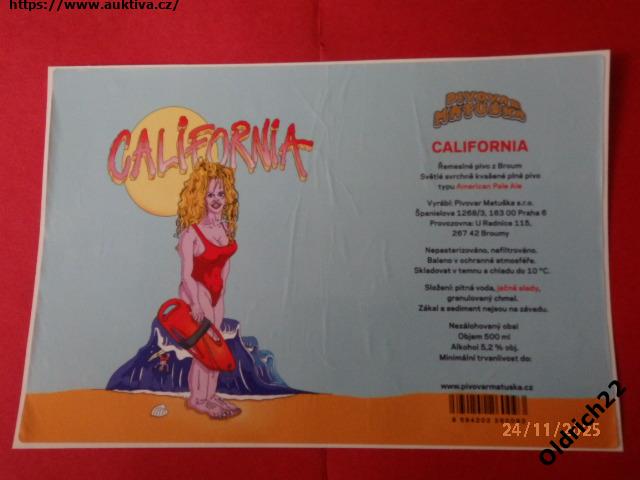 https://www.auktiva.cz/
CALIFORNIA
PIVOVAR
MATUŠKA
CALIFORNIA
Řemeslné pivo z Broum
Světlé svrchně kvašené plné pivo
typu American Pale Ale
Vyrábí: Pivovar Matuška s.r.o.
Španielova 1268/3, 163 00 Praha 6
Provozovna: U Radnice 115,
267 42 Broumy
Nepasterizováno, nefiltrováno.
Baleno v ochranné atmosféře.
Skladovat v temnu a chladu do 10 °C.
Složení: pitná voda, ječné slady,
granulovaný chmel.
Zákal a sediment nejsou na závadu.
Nezálohovaný obal
Objem 500 ml
Alkohol 5,2 % obj.
Minimální trvanlivost do:
www.pivovarmatuska.cz
24/11/2025
Oldrich22